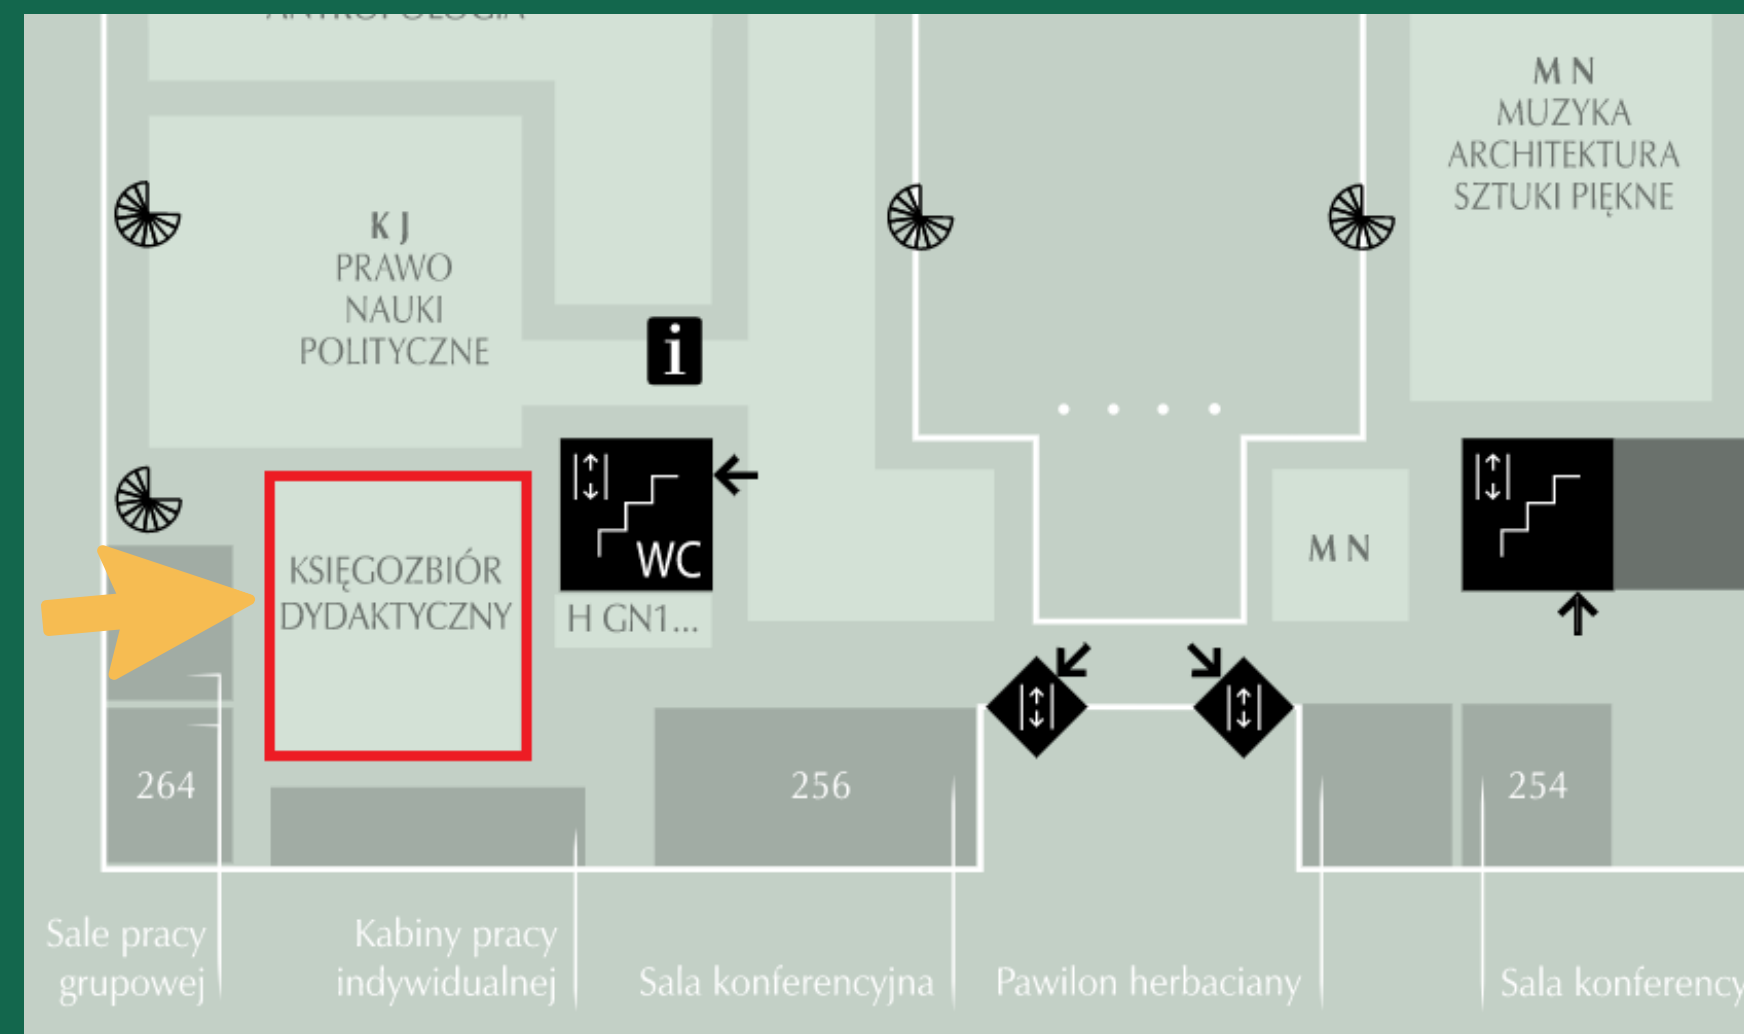 ANTROPOLOGIA
M N
MUZYKA
ARCHITEKTURA
SZTUKI PIĘKNE
K J
PRAWO
NAUKI
POLITYCZNE
i
WC
KSIĘGOZBIÓR
DYDAKTYCZNY
H GN1...
M N
264
256
254
Sale pracy
grupowej
Kabiny pracy
indywidualnej
Sala konferencyjna
Pawilon herbaciany
Sala konferency